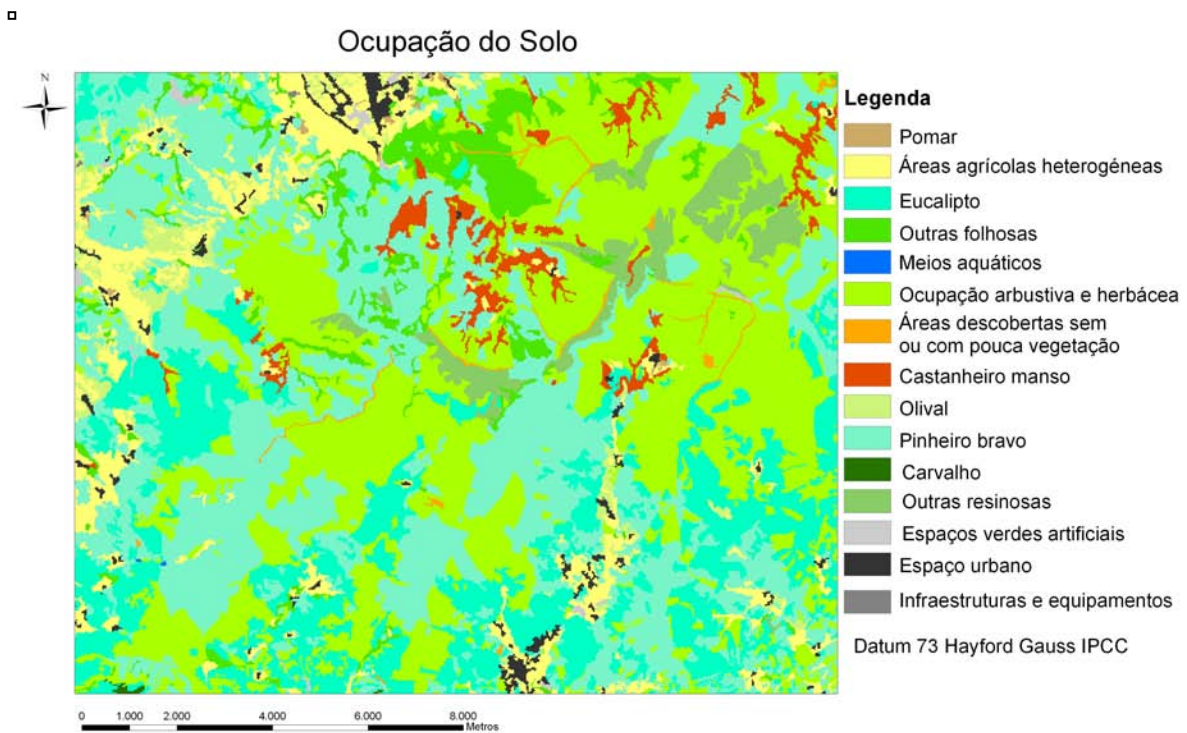 Ocupação do Solo
N
Legenda
Pomar
Áreas agrícolas heterogéneas
Eucalipto
Outras folhosas
Meios aquáticos
Ocupação arbustiva e herbácea
Áreas descobertas sem
ou com pouca vegetação
Castanheiro manso
Olival
Pinheiro bravo
Carvalho
Outras resinosas
Espaços verdes artificiais
Espaço urbano
Infraestruturas e equipamentos
Datum 73 Hayford Gauss IPCC
0 1.000 2.000 4.000 6.000 8.000
Metros